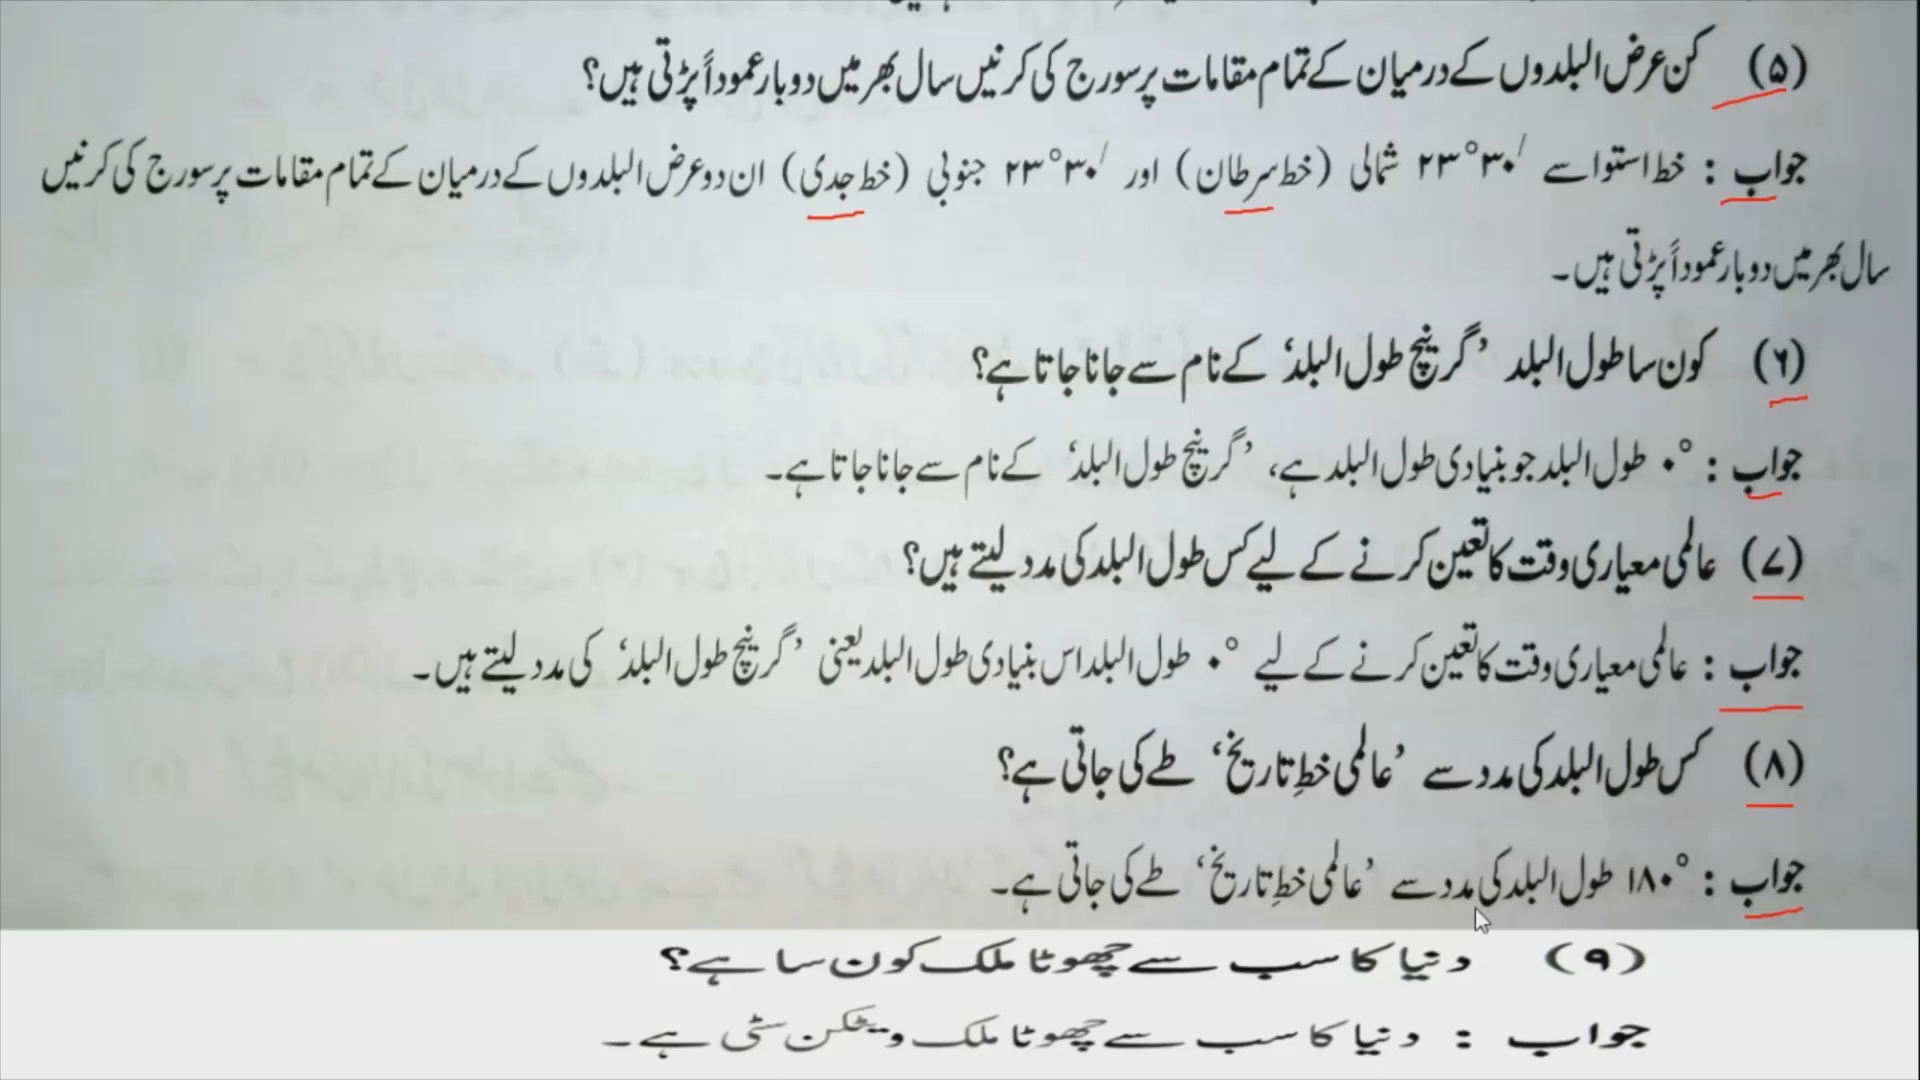 (۵) کن عرض البلدوں کے درمیان کے تمام مقامات پر سورج کی کرنیں سال بھر میں دو بار عموداً پڑتی ہیں؟
جواب : خط استوا سے ۲۳°۳۰′ شمالی (خط سرطان) اور ۲۳°۳۰′ جنوبی (خط جدی) ان دو عرض البلدوں کے درمیان کے تمام مقامات پر سورج کی کرنیں
سال بھر میں دو بار عموداً پڑتی ہیں۔
(۶) کون سا طول البلد ’گرینچ طول البلد‘ کے نام سے جانا جاتا ہے؟
جواب : ۰° طول البلد جو بنیادی طول البلد ہے، ’گرینچ طول البلد‘ کے نام سے جانا جاتا ہے۔
(۷) عالمی معیاری وقت کا تعین کرنے کے لیے کس طول البلد کی مدد لیتے ہیں؟
جواب : عالمی معیاری وقت کا تعین کرنے کے لیے ۰° طول البلد اس بنیادی طول البلد یعنی ’گرینچ طول البلد‘ کی مدد لیتے ہیں۔
(۸) کس طول البلد کی مدد سے ’عالمی خطِ تاریخ‘ طے کی جاتی ہے؟
جواب : ۱۸۰° طول البلد کی مدد سے ’عالمی خطِ تاریخ‘ طے کی جاتی ہے۔
(۹) دنیا کا سب سے چھوٹا ملک کون سا ہے؟
جواب : دنیا کا سب سے چھوٹا ملک ویٹکن سٹی ہے۔